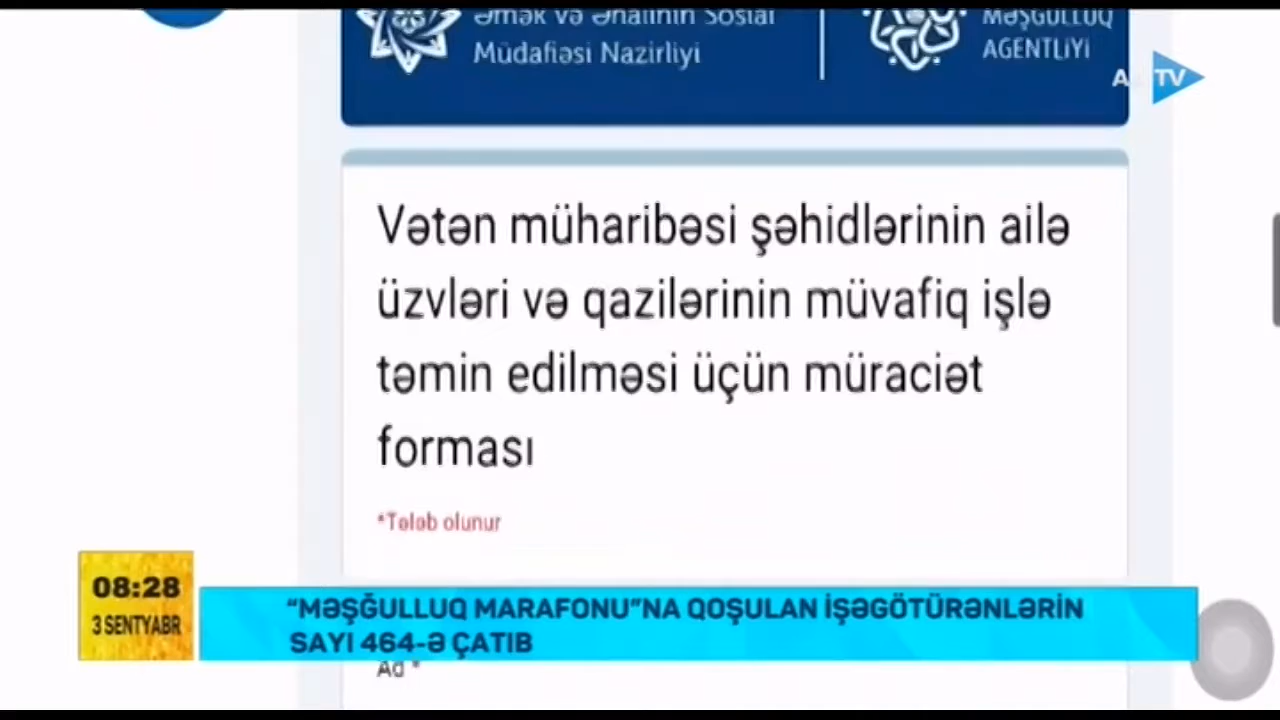 Əmək və Əhalinin Sosial
Müdafiəsi Nazirliyi
MƏŞĞULLUQ
AGENTLİYİ
TV
Vətən müharibəsi şəhidlərinin ailə
üzvləri və qazilərinin müvafiq işlə
təmin edilməsi üçün müraciət
forması
*Tələb olunur
08:28
3 SENTYABR
“MƏŞĞULLUQ MARAFONU”NA QOŞULAN İŞƏGÖTÜRƏNLƏRİN
SAYI 464-Ə ÇATIB
Ad *